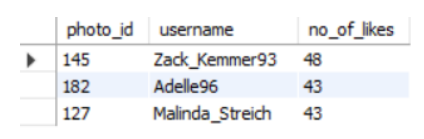 photo_id username no_of_likes
145 Zack_Kemmer93 48
182 Adelle96 43
127 Malinda_Streich 43